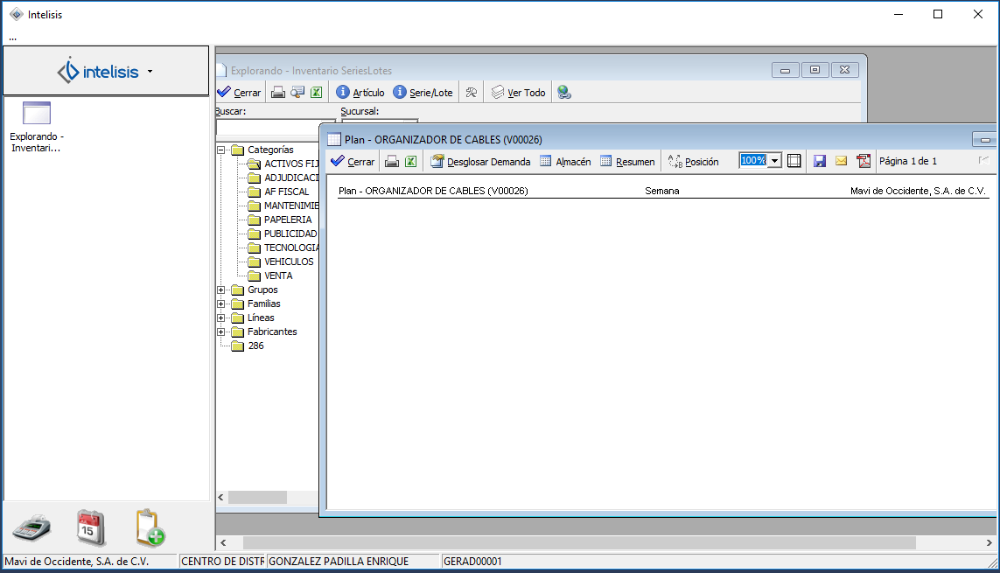 Intelisis
...
intelisis
Explorando -
Inventari...
Explorando - Inventario SeriesLotes
Cerrar Artículo Serie/Lote Ver Todo
Buscar: Sucursal:
Categorías
ACTIVOS FIJ
ADJUDICACI
AF FISCAL
MANTENIMIE
PAPELERIA
PUBLICIDAD
TECNOLOGIA
VEHICULOS
VENTA
Grupos
Familias
Líneas
Fabricantes
286
Plan - ORGANIZADOR DE CABLES (V00026)
Cerrar Desglosar Demanda Almacén Resumen Posición 100% Página 1 de 1
Plan - ORGANIZADOR DE CABLES (V00026) Semana Mavi de Occidente, S.A. de C.V.
15
Mavi de Occidente, S.A. de C.V. CENTRO DE DISTR GONZALEZ PADILLA ENRIQUE GERAD00001